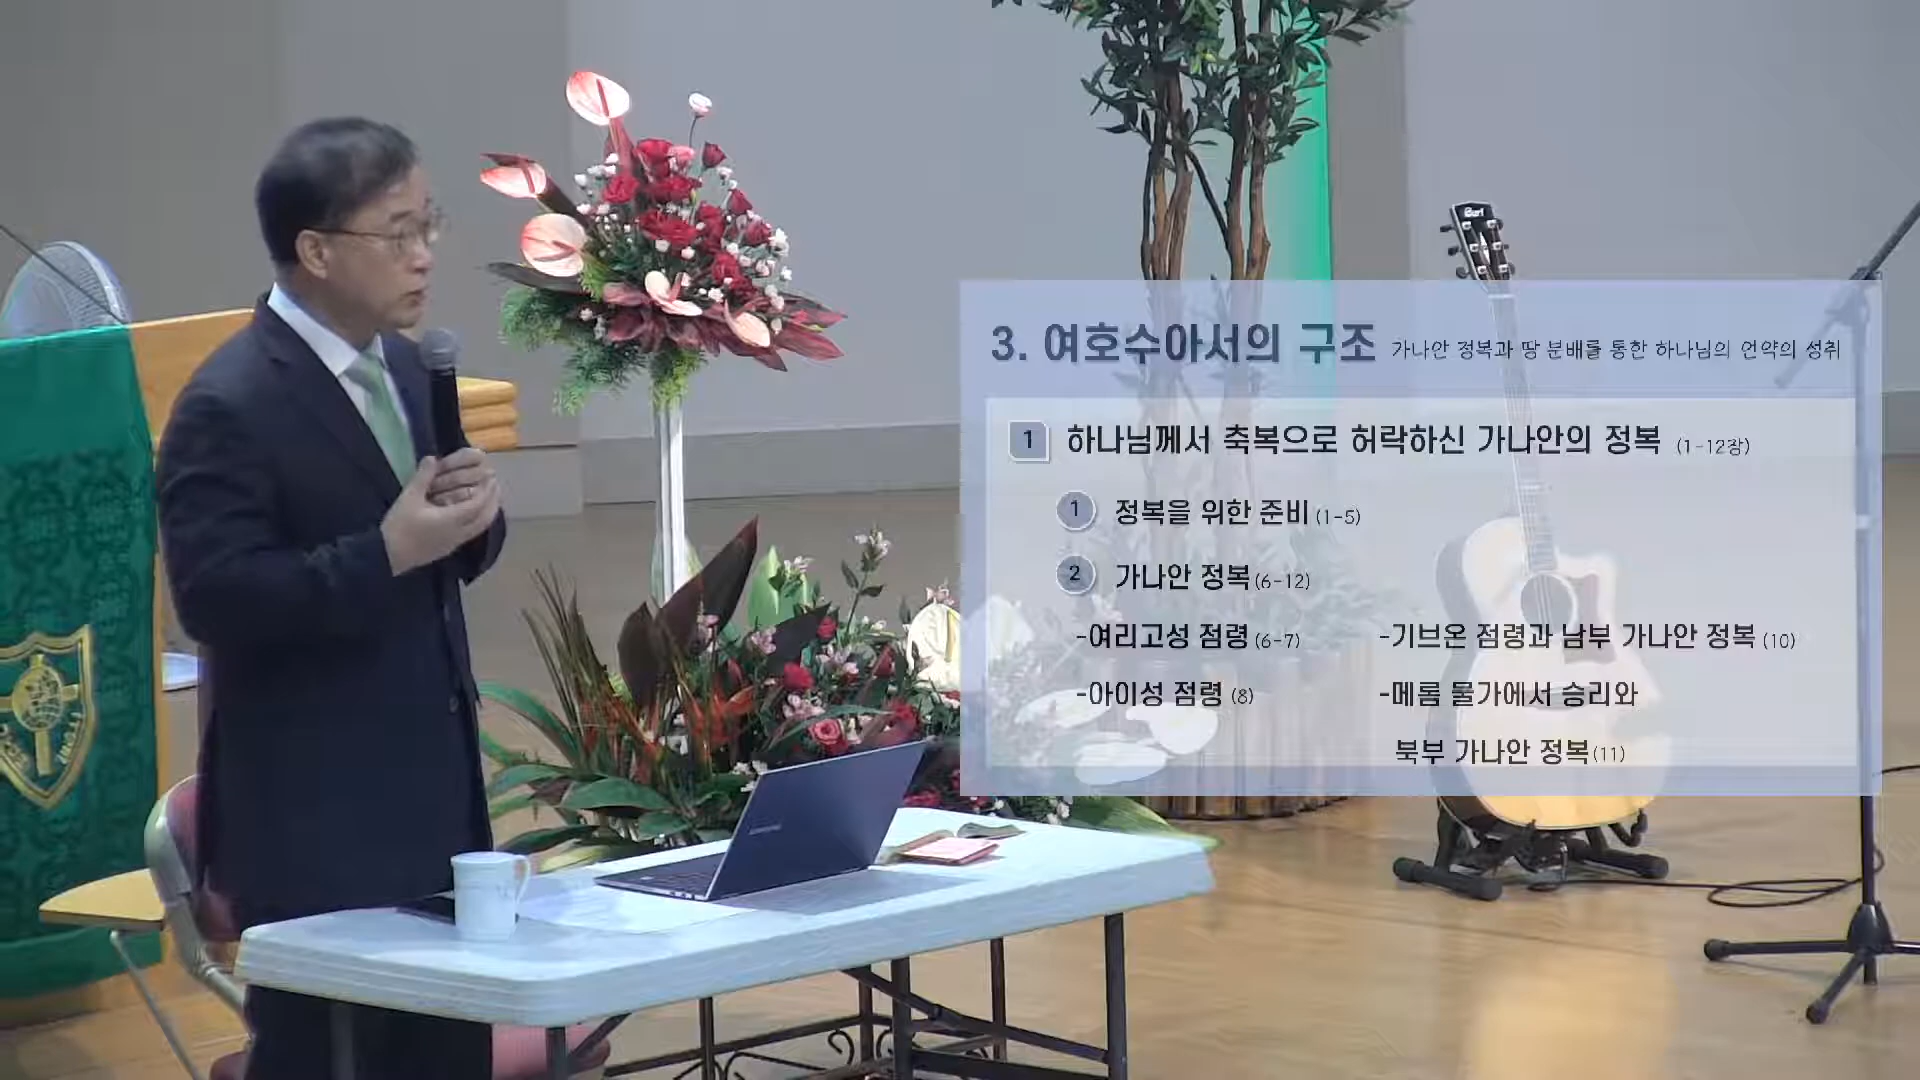 3. 여호수아서의 구조 가나안 정복과 땅 분배를 통한 하나님의 언약의 성취
1 하나님께서 축복으로 허락하신 가나안의 정복 (1-12장)
1 정복을 위한 준비 (1-5)
2 가나안 정복 (6-12)
-여리고성 점령 (6-7)
-기브온 점령과 남부 가나안 정복 (10)
-아이성 점령 (8)
-메롬 물가에서 승리와
북부 가나안 정복 (11)
Cort
SAMSUNG